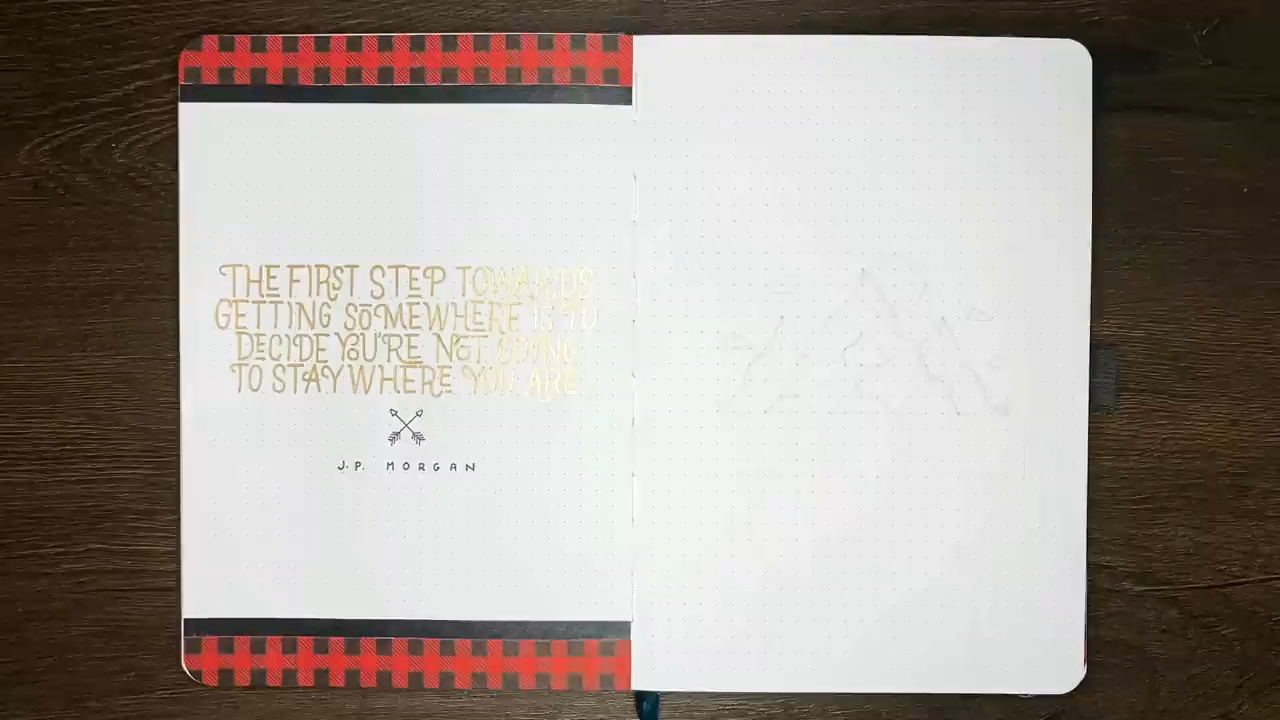 THE FIRST STEP TOWARDS
GETTING SOMEWHERE IS TO
DECIDE YOU'RE NOT GOING
TO STAY WHERE YOU ARE.
J.P. MORGAN